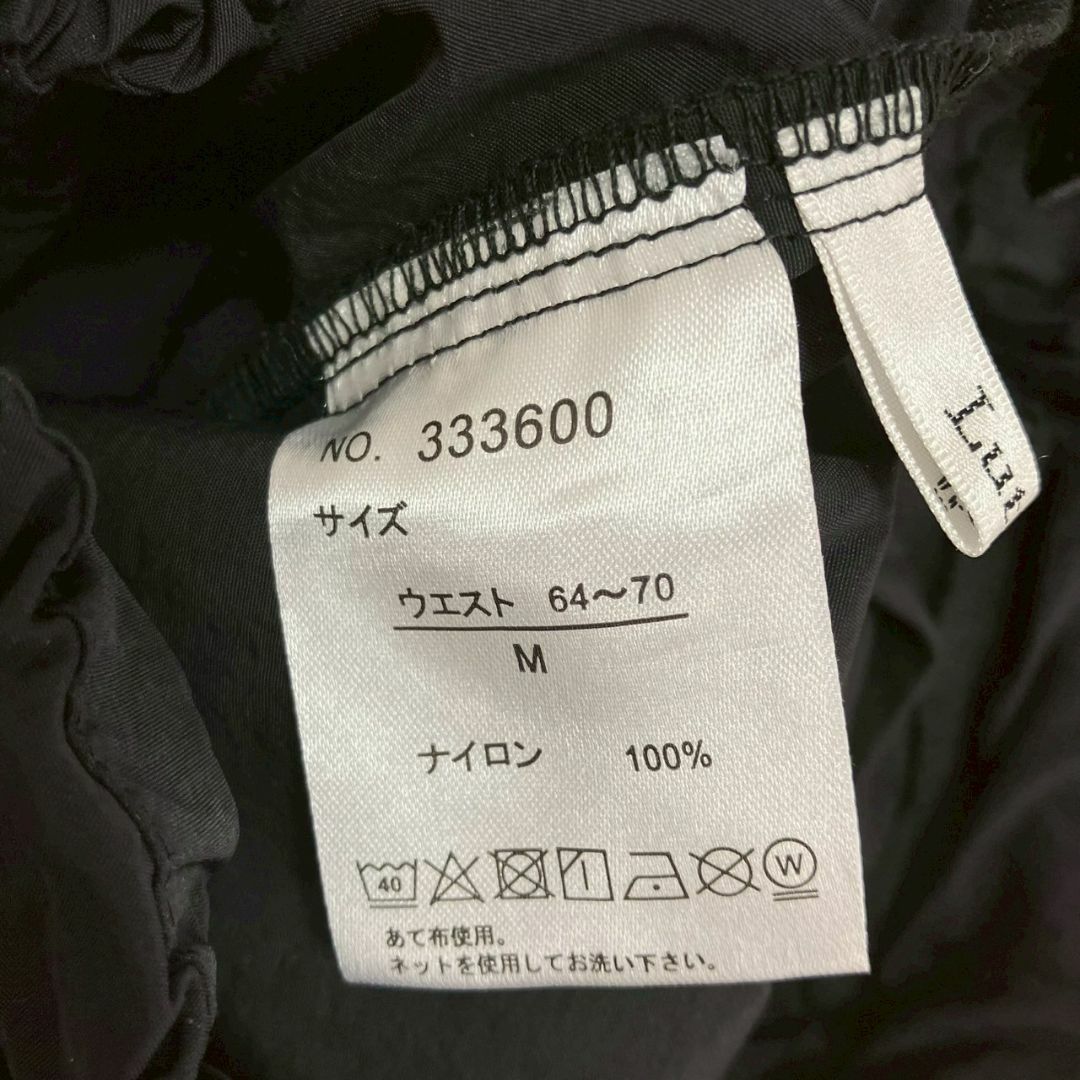 NO. 333600
サイズ
ウエスト 64～70
M
ナイロン 100%
40
W
あて布使用。
ネットを使用してお洗い下さい。